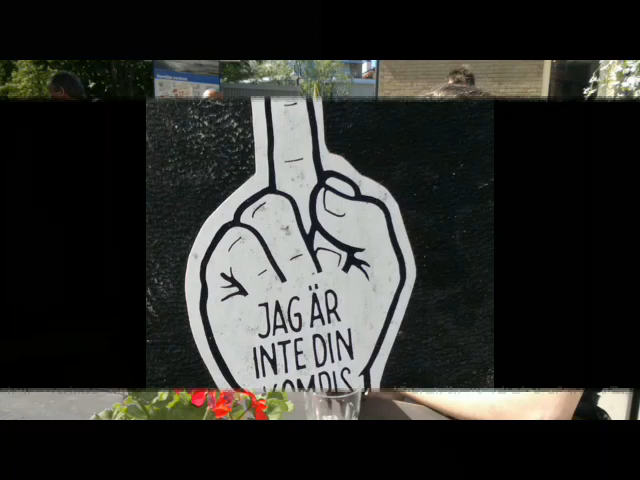 JAG ÄR
INTE DIN
KOMPIS